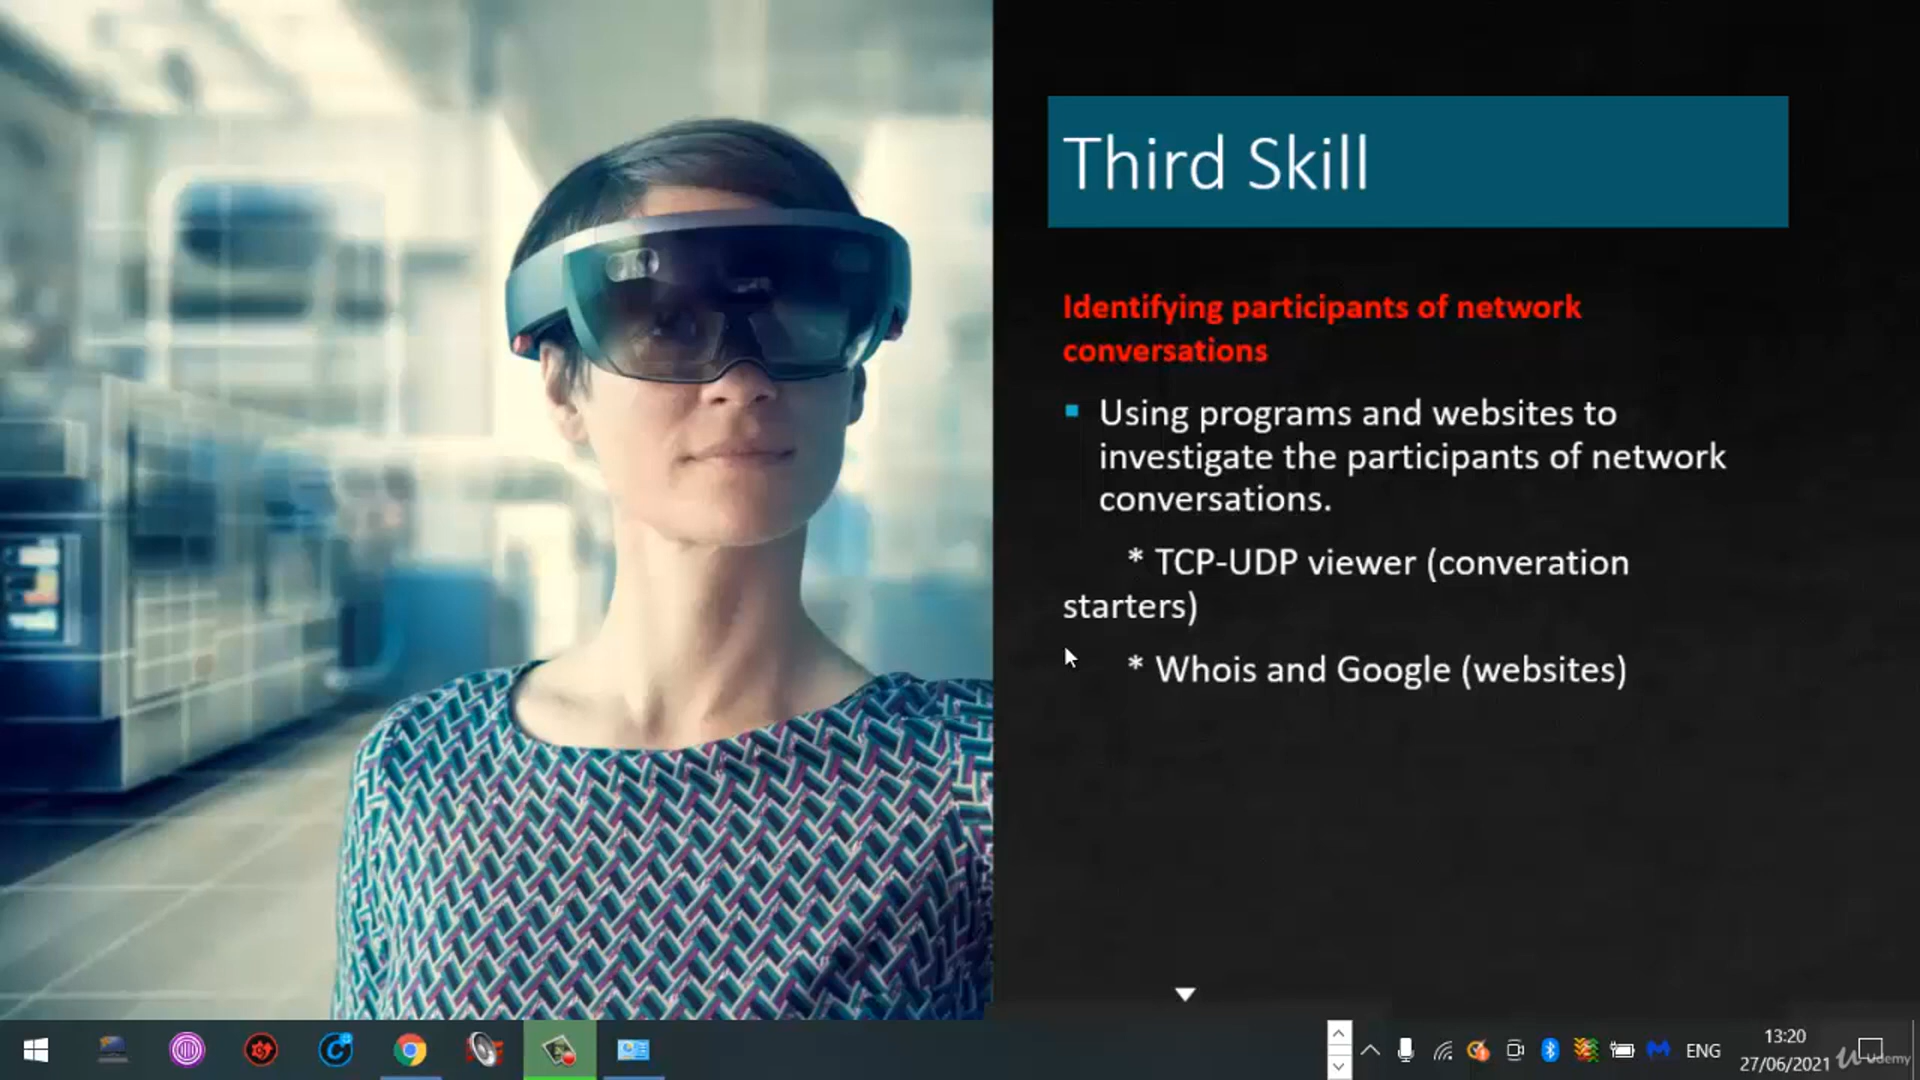 Third Skill
Identifying participants of network
conversations
Using programs and websites to
investigate the participants of network
conversations.
* TCP-UDP viewer (converation
starters)
* Whois and Google (websites)
ENG
13:20
27/06/2021
Udemy